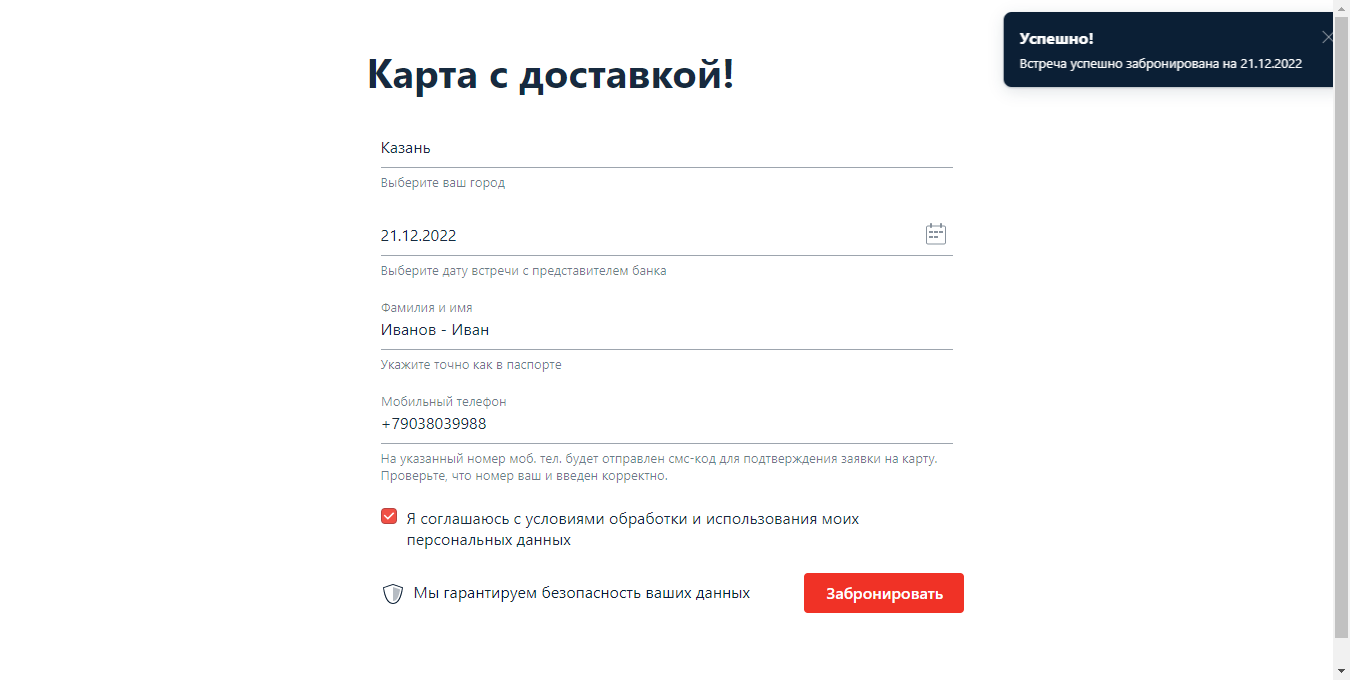 Успешно!
Встреча успешно забронирована на 21.12.2022
Карта с доставкой!
Казань
Выберите ваш город
21.12.2022
Выберите дату встречи с представителем банка
Фамилия и имя
Иванов - Иван
Укажите точно как в паспорте
Мобильный телефон
+79038039988
На указанный номер моб. тел. будет отправлен смс-код для подтверждения заявки на карту.
Проверьте, что номер ваш и введен корректно.
Я соглашаюсь с условиями обработки и использования моих
персональных данных
Мы гарантируем безопасность ваших данных
Забронировать